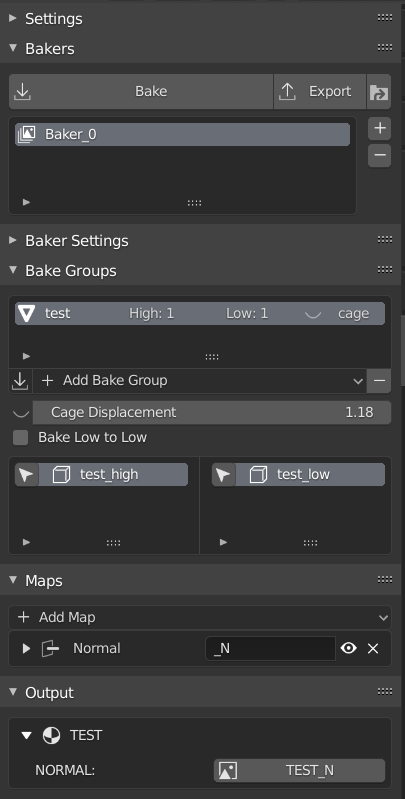 Settings
Bakers
Bake Export
Baker_0
Baker Settings
Bake Groups
test High: 1 Low: 1 cage
Add Bake Group
Cage Displacement 1.18
Bake Low to Low
test_high test_low
Maps
Add Map
Normal _N
Output
TEST
NORMAL: TEST_N